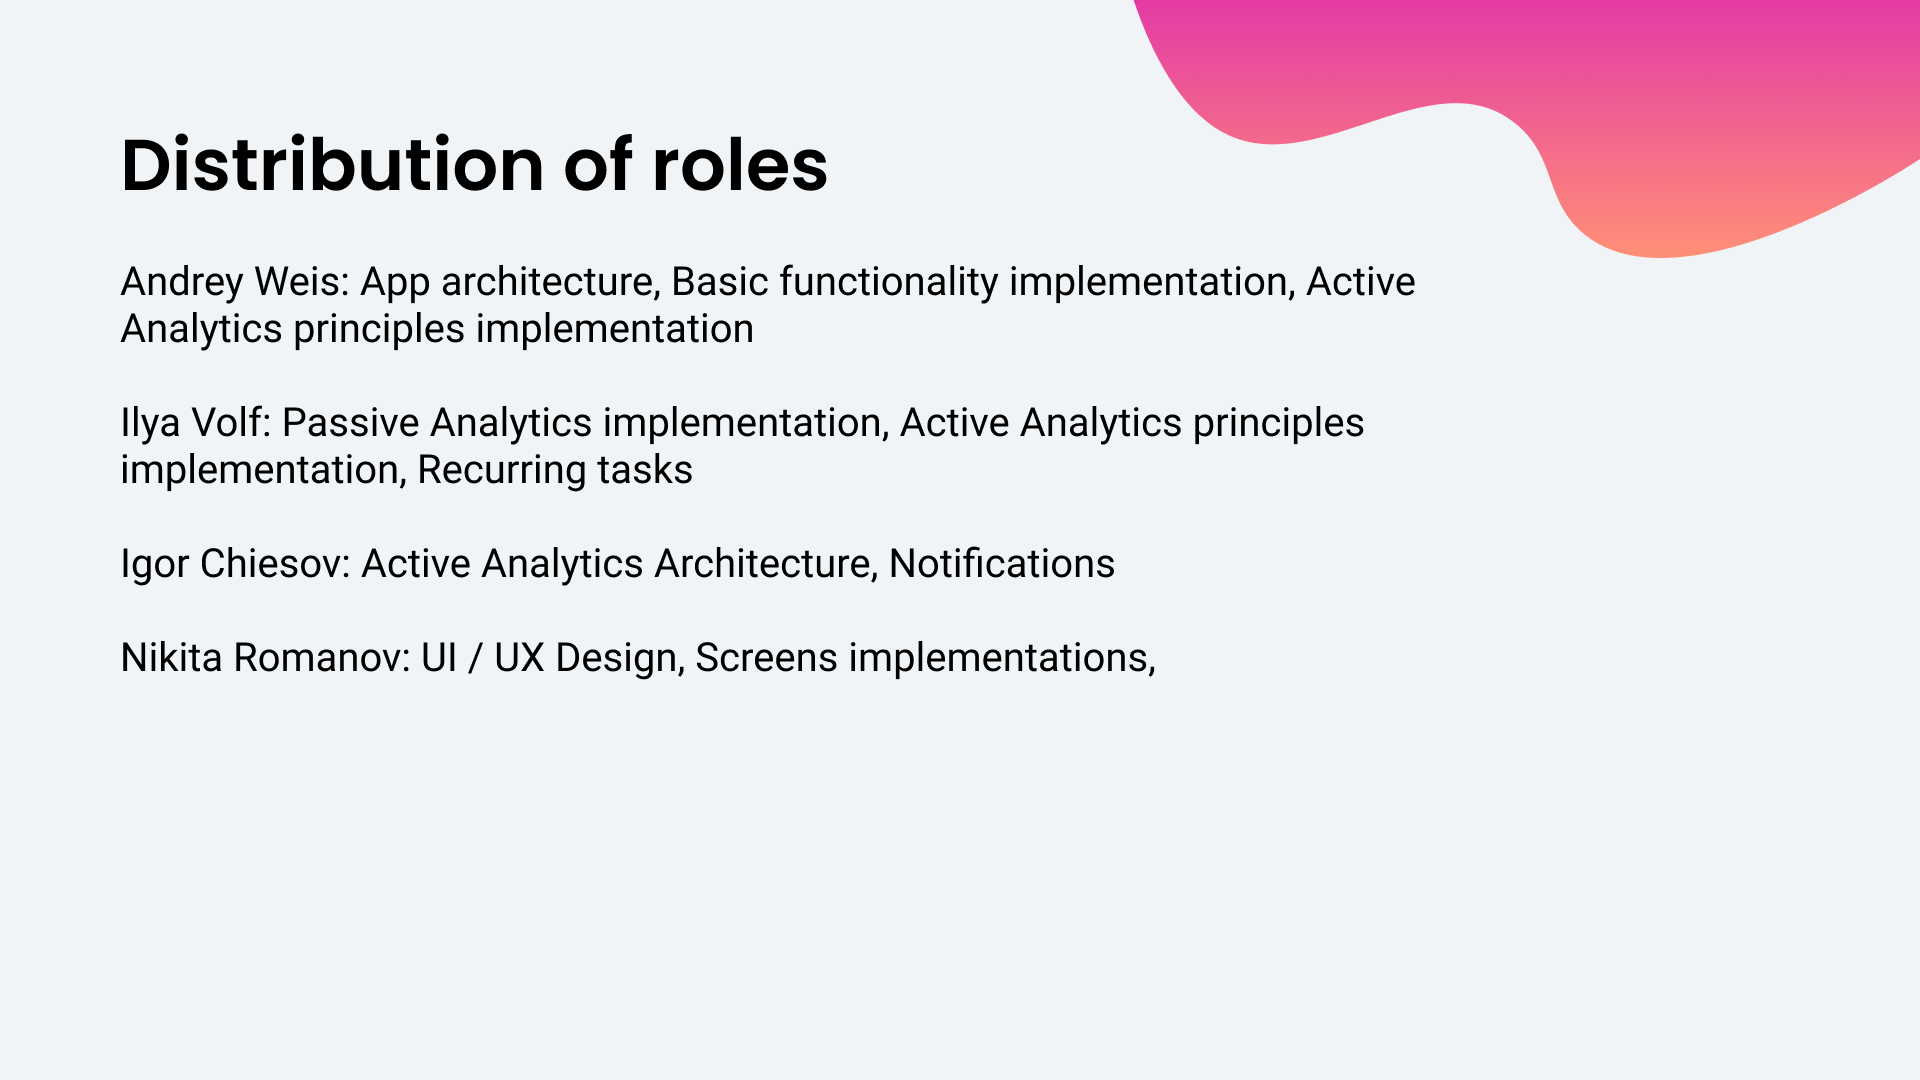 Distribution of roles
Andrey Weis: App architecture, Basic functionality implementation, Active
Analytics principles implementation
Ilya Volf: Passive Analytics implementation, Active Analytics principles
implementation, Recurring tasks
Igor Chiesov: Active Analytics Architecture, Notifications
Nikita Romanov: UI / UX Design, Screens implementations,